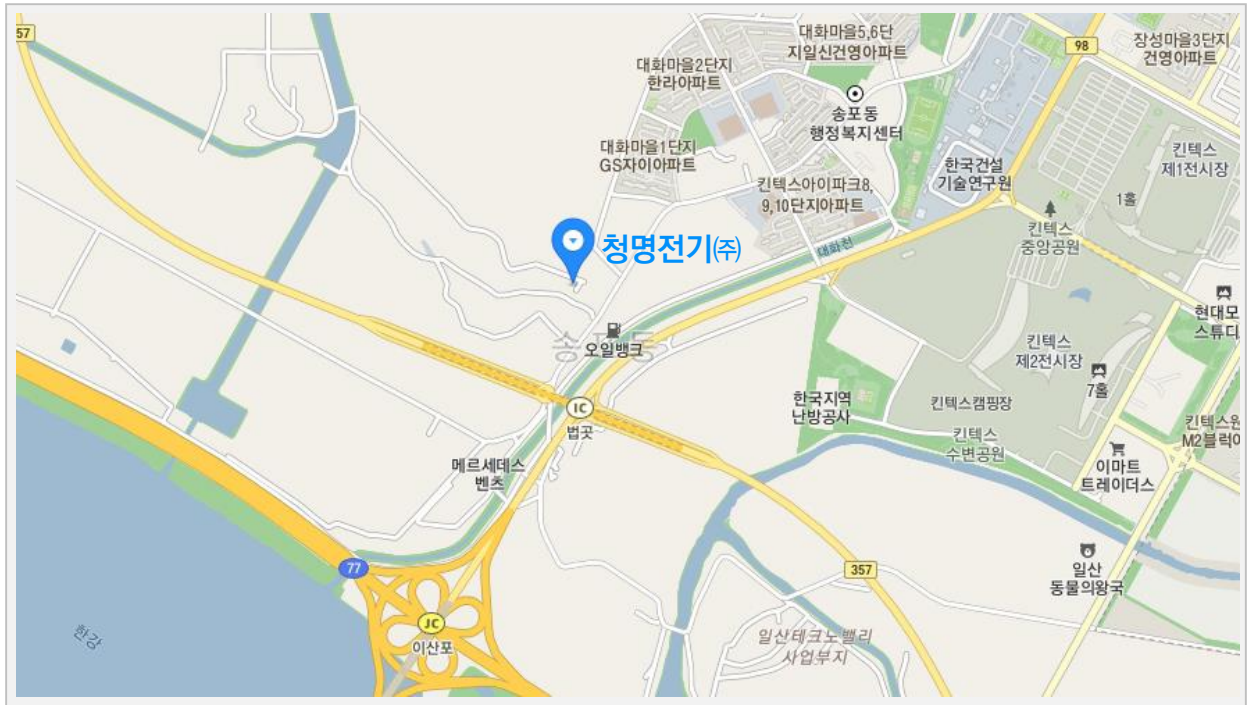 57
대화마을5,6단
지일신건영아파트
98
장성마을3단지
건영아파트
대화마을2단지
한라아파트
송포동
행정복지센터
대화마을1단지
GS자이아파트
한국건설
기술연구원
킨텍스
제1전시장
킨텍스아이파크8,
9,10단지아파트
1홀
킨텍스
중앙공원
청명전기㈜
대화천
현대모
스튜디
송포동
오일뱅크
킨텍스
제2전시장
7홀
한국지역
난방공사
킨텍스캠핑장
IC
법곳
킨텍스
수변공원
킨텍스원
M2블럭
메르세데스
벤츠
이마트
트레이더스
77
357
일산
동물의왕국
JC
이산포
한강
일산테크노밸리
사업부지